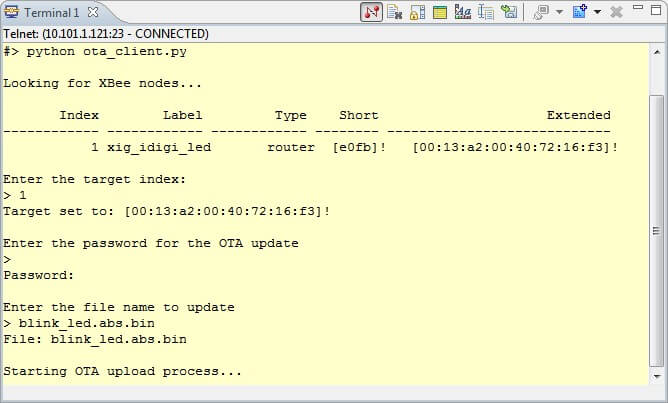 Terminal 1
Telnet: (10.101.1.121:23 - CONNECTED)
#> python ota_client.py
Looking for XBee nodes...
Index Label Type Short Extended
------------ ------------- ------------- -------- ------------------------------
1 xig_idigi_led router [e0fb]! [00:13:a2:00:40:72:16:f3]!
Enter the target index:
> 1
Target set to: [00:13:a2:00:40:72:16:f3]!
Enter the password for the OTA update
>
Password:
Enter the file name to update
> blink_led.abs.bin
File: blink_led.abs.bin
Starting OTA upload process...